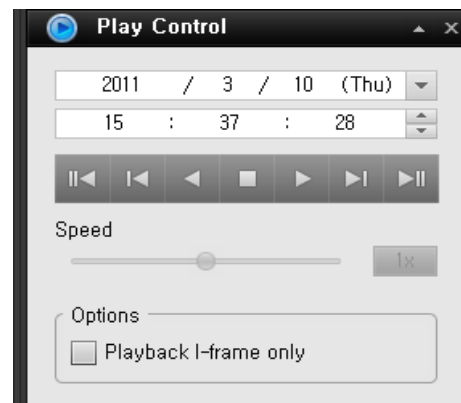 Play Control
2011 / 3 / 10 (Thu)
15 : 37 : 28
Speed
1x
Options
Playback I-frame only